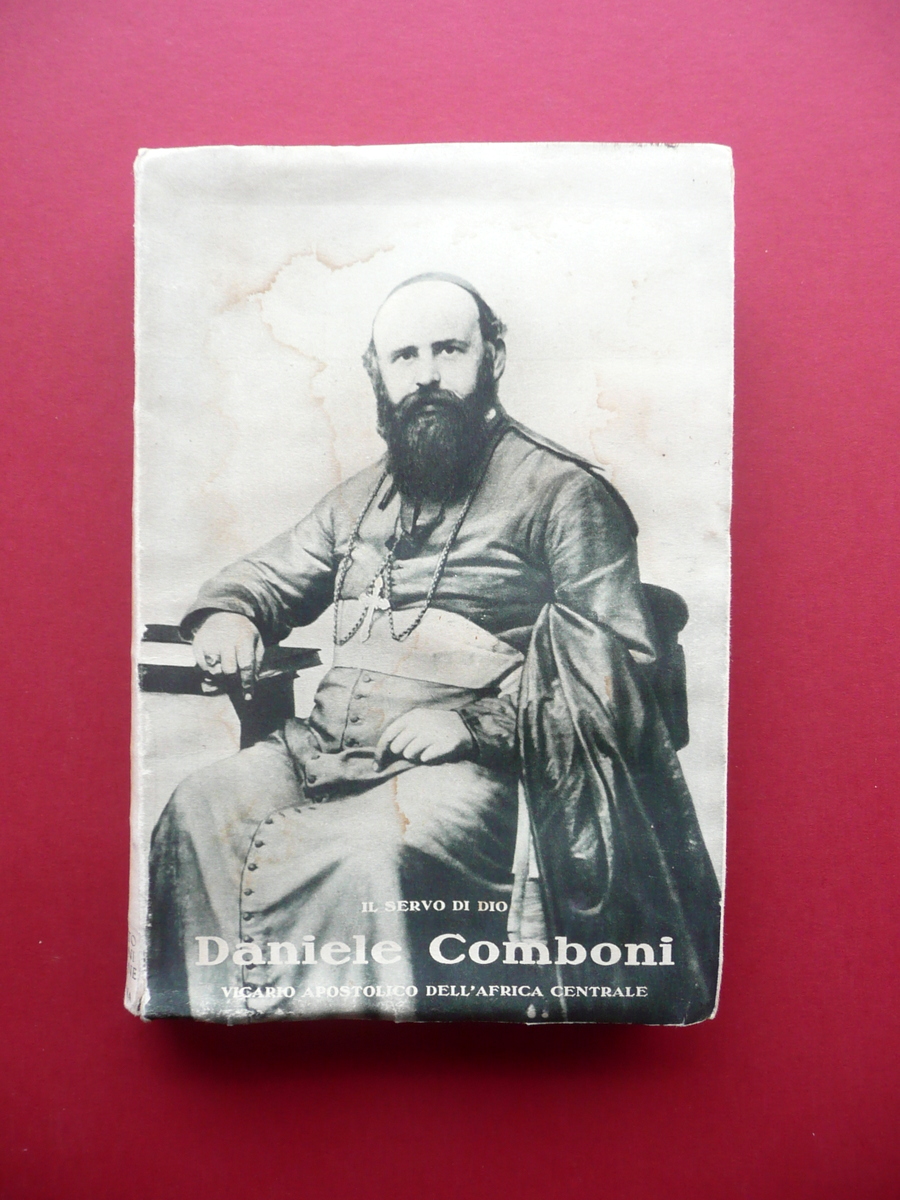 IL SERVO DI DIO
Daniele Comboni
VICARIO APOSTOLICO DELL'AFRICA CENTRALE